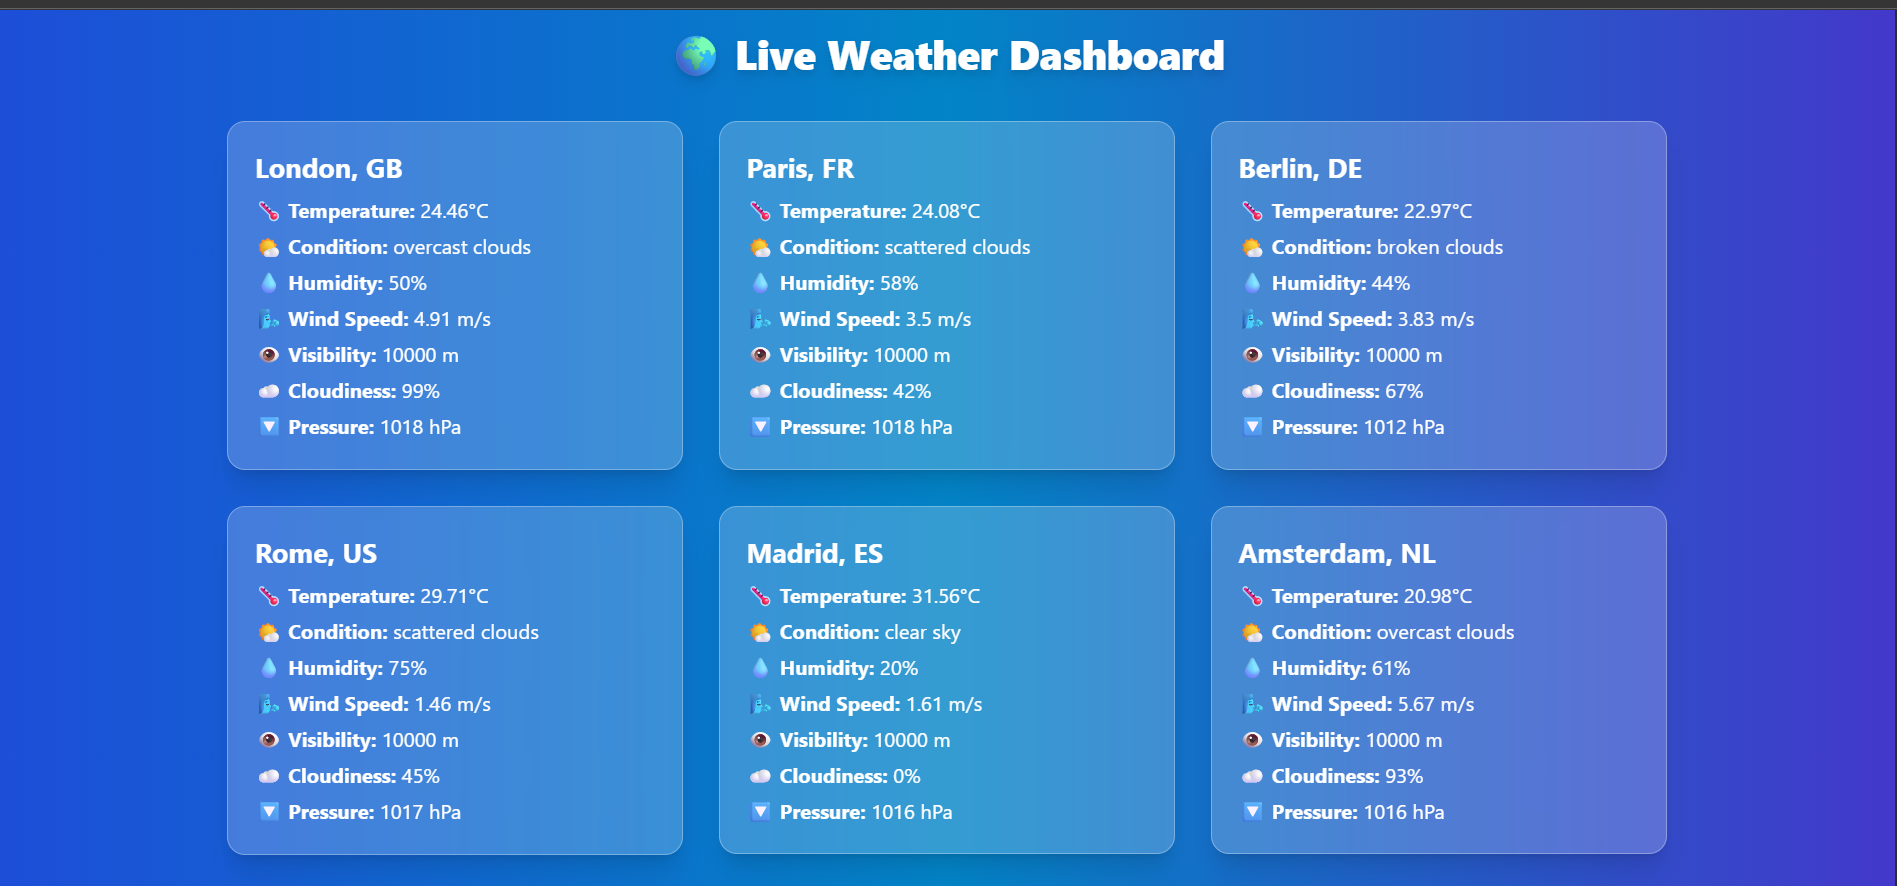 Live Weather Dashboard
London, GB
Temperature: 24.46°C
Condition: overcast clouds
Humidity: 50%
Wind Speed: 4.91 m/s
Visibility: 10000 m
Cloudiness: 99%
Pressure: 1018 hPa
Paris, FR
Temperature: 24.08°C
Condition: scattered clouds
Humidity: 58%
Wind Speed: 3.5 m/s
Visibility: 10000 m
Cloudiness: 42%
Pressure: 1018 hPa
Berlin, DE
Temperature: 22.97°C
Condition: broken clouds
Humidity: 44%
Wind Speed: 3.83 m/s
Visibility: 10000 m
Cloudiness: 67%
Pressure: 1012 hPa
Rome, US
Temperature: 29.71°C
Condition: scattered clouds
Humidity: 75%
Wind Speed: 1.46 m/s
Visibility: 10000 m
Cloudiness: 45%
Pressure: 1017 hPa
Madrid, ES
Temperature: 31.56°C
Condition: clear sky
Humidity: 20%
Wind Speed: 1.61 m/s
Visibility: 10000 m
Cloudiness: 0%
Pressure: 1016 hPa
Amsterdam, NL
Temperature: 20.98°C
Condition: overcast clouds
Humidity: 61%
Wind Speed: 5.67 m/s
Visibility: 10000 m
Cloudiness: 93%
Pressure: 1016 hPa